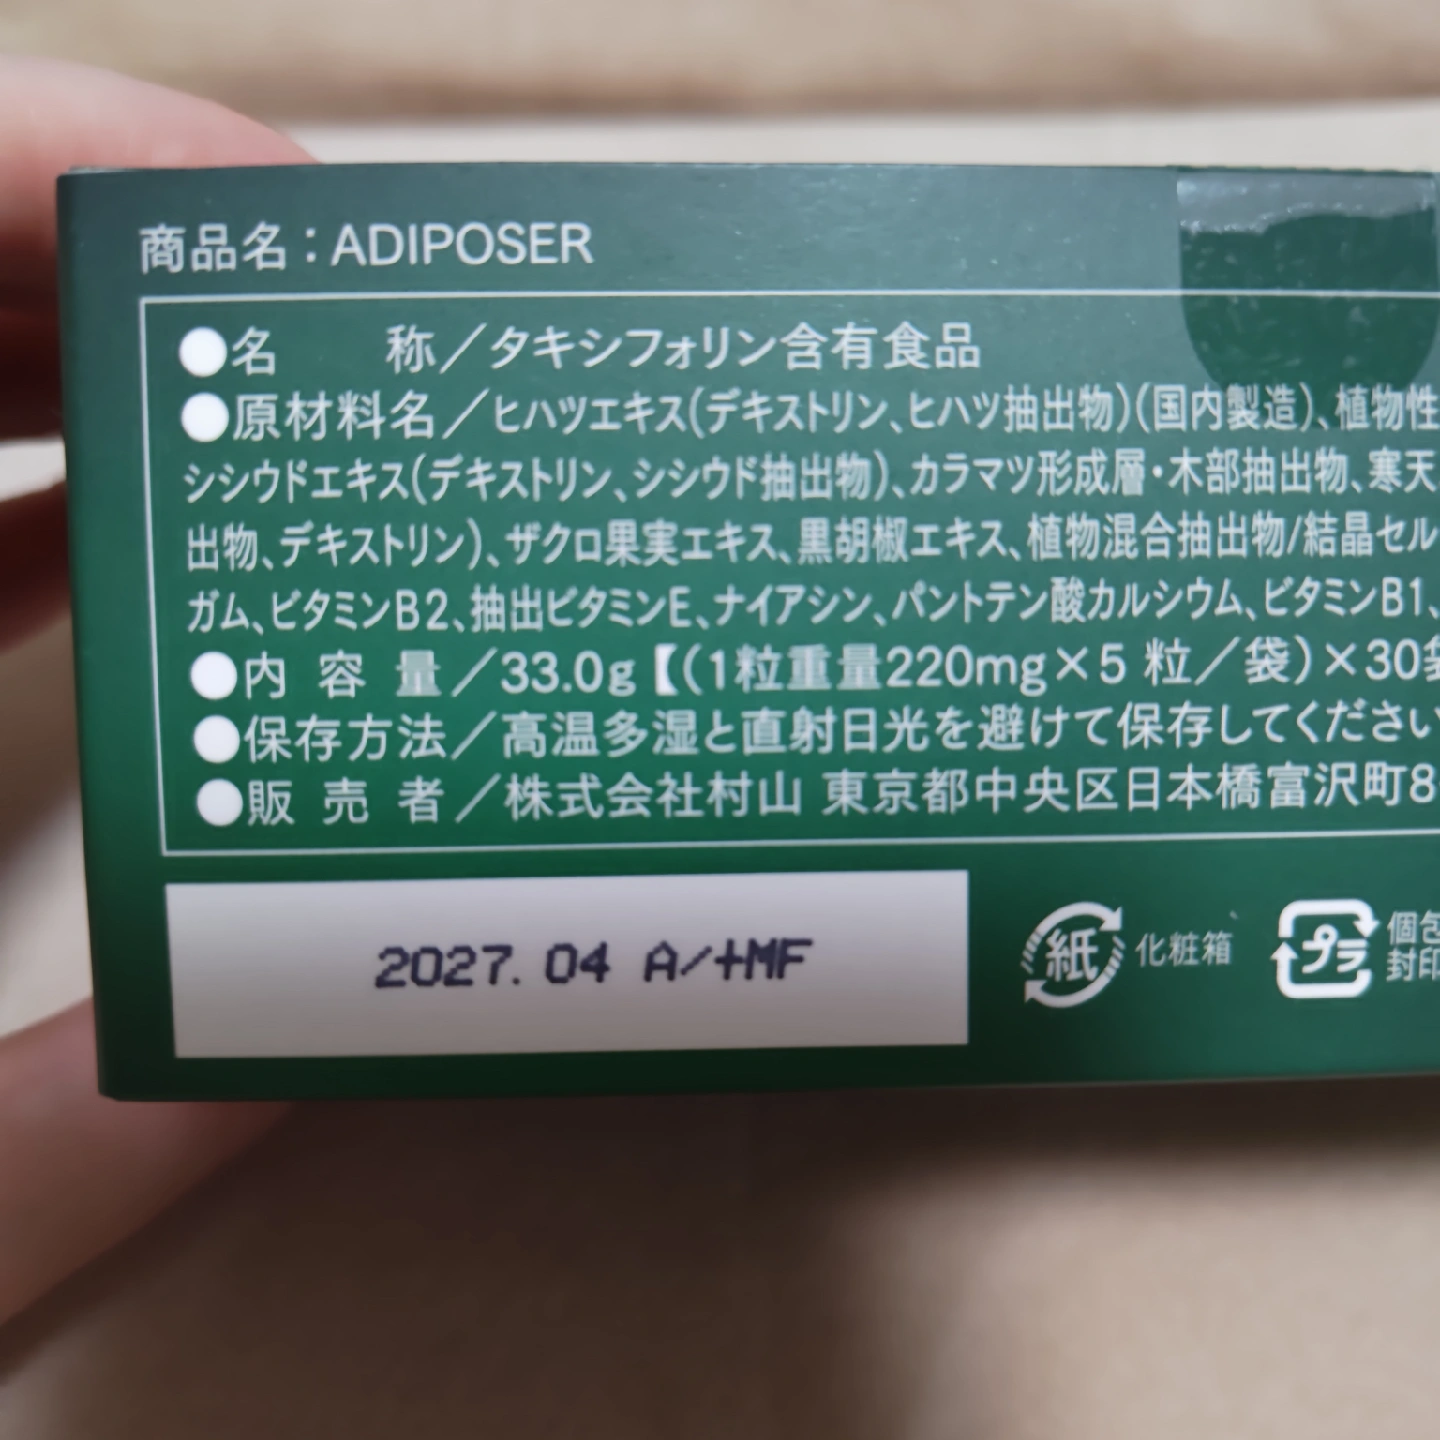 商品名：ADIPOSER
●名　称／タキシフォリン含有食品
●原材料名／ヒハツエキス(デキストリン、ヒハツ抽出物)(国内製造)、植物性
シシウドエキス(デキストリン、シシウド抽出物)、カラマツ形成層・木部抽出物、寒天
出物、デキストリン)、ザクロ果実エキス、黒胡椒エキス、植物混合抽出物/結晶セル
ガム、ビタミンB2、抽出ビタミンE、ナイアシン、パントテン酸カルシウム、ビタミンB1、
●内 容 量／33.0g【(1粒重量220mg×5 粒／袋)×30袋
●保存方法／高温多湿と直射日光を避けて保存してください
●販 売 者／株式会社村山 東京都中央区日本橋富沢町8
2027. 04 A/+MF
紙 化粧箱
プラ 個包
封印